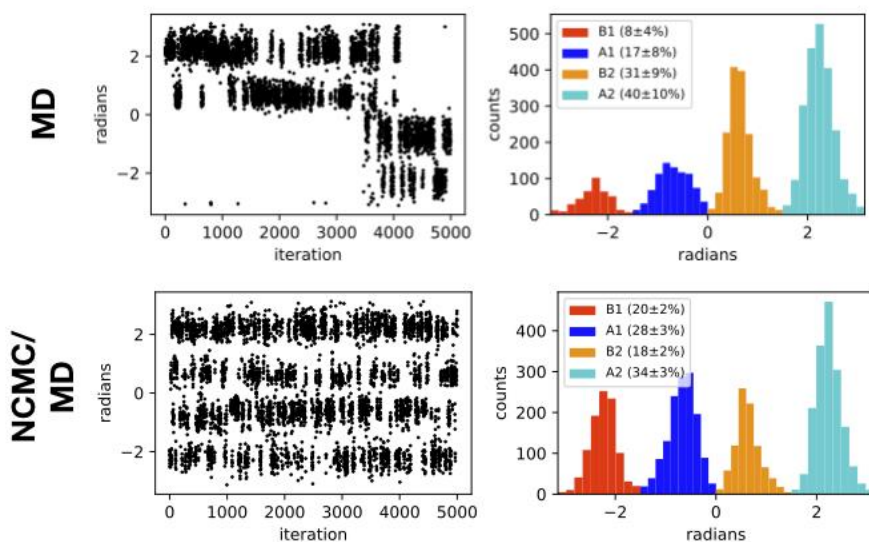 MD
radians
2
0
−2
0 1000 2000 3000 4000 5000
iteration
counts
500
400
300
200
100
0
B1 (8±4%)
A1 (17±8%)
B2 (31±9%)
A2 (40±10%)
−2 0 2
radians
NCMC/
MD
radians
2
0
−2
0 1000 2000 3000 4000 5000
iteration
counts
400
300
200
100
0
B1 (20±2%)
A1 (28±3%)
B2 (18±2%)
A2 (34±3%)
−2 0 2
radians